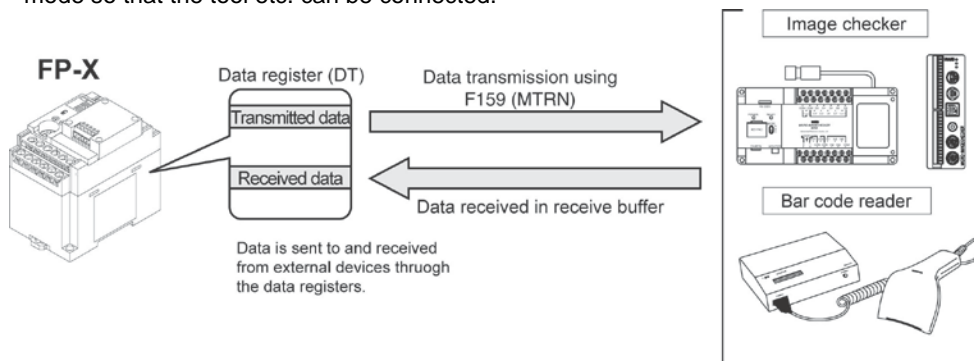 mode so that the tool etc. can be connected.
Image checker
FP-X
Data register (DT)
Data transmission using
F159 (MTRN)
Transmitted data
Received data
Data received in receive buffer
Bar code reader
Data is sent to and received
from external devices thruogh
the data registers.